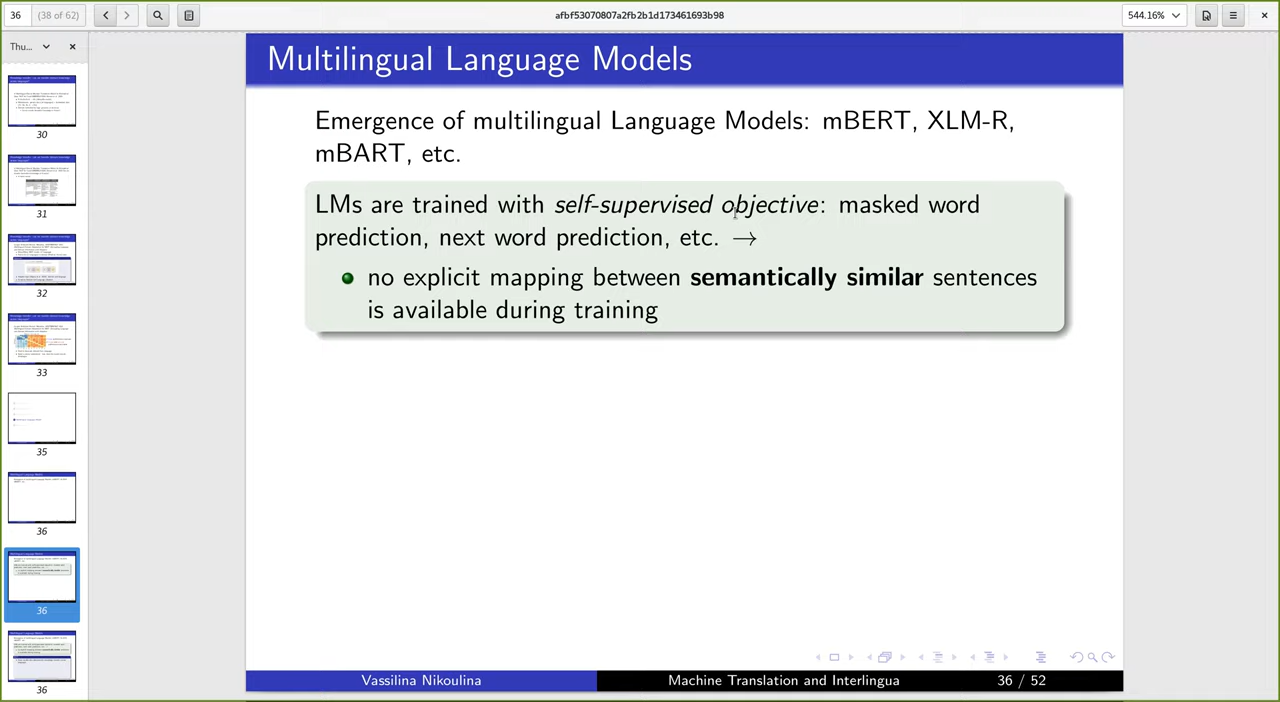 36 (38 of 62)
afbf53070807a2fb2b1d173461693b98
544.16%
Thu...
30
31
32
33
35
36
36
36
Multilingual Language Models
Emergence of multilingual Language Models: mBERT, XLM-R,
mBART, etc.
LMs are trained with self-supervised objective: masked word
prediction, next word prediction, etc. →
no explicit mapping between semantically similar sentences
is available during training
Vassilina Nikoulina
Machine Translation and Interlingua
36 / 52